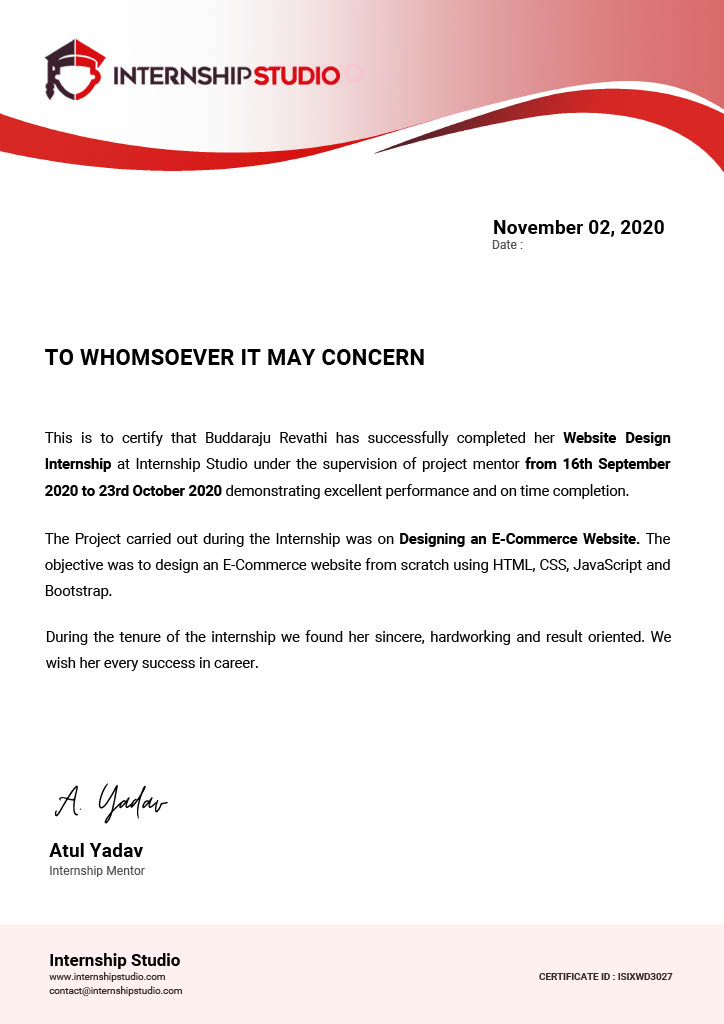 INTERNSHIP STUDIO
November 02, 2020
Date :
TO WHOMSOEVER IT MAY CONCERN
This is to certify that Buddaraju Revathi has successfully completed her Website Design
Internship at Internship Studio under the supervision of project mentor from 16th September
2020 to 23rd October 2020 demonstrating excellent performance and on time completion.
The Project carried out during the Internship was on Designing an E-Commerce Website. The
objective was to design an E-Commerce website from scratch using HTML, CSS, JavaScript and
Bootstrap.
During the tenure of the internship we found her sincere, hardworking and result oriented. We
wish her every success in career.
A. Yadav
Atul Yadav
Internship Mentor
Internship Studio
www.internshipstudio.com
contact@internshipstudio.com
CERTIFICATE ID : ISIXWD3027